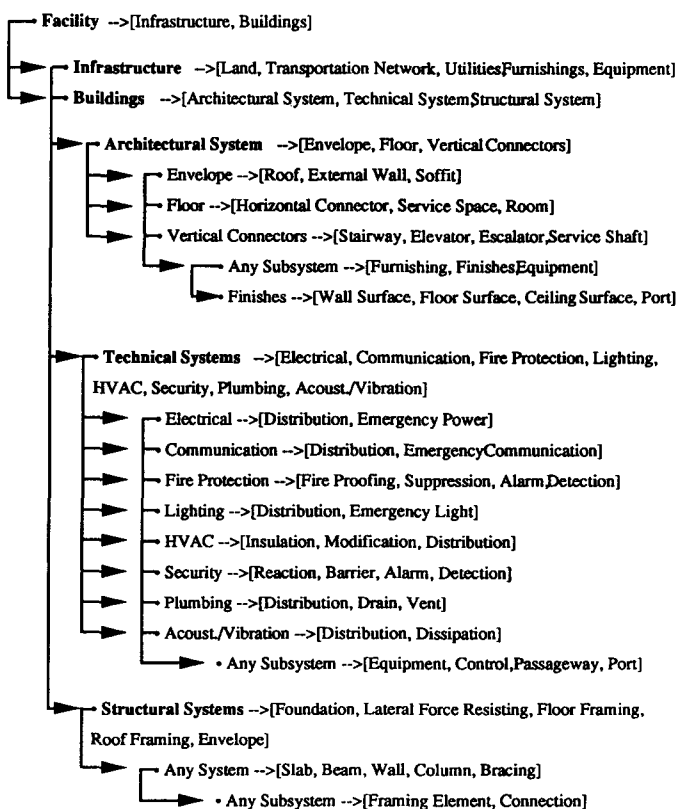 Facility -->[Infrastructure, Buildings]
Infrastructure -->[Land, Transportation Network, Utilities,Furnishings, Equipment]
Buildings -->[Architectural System, Technical System,Structural System]
Architectural System -->[Envelope, Floor, Vertical Connectors]
Envelope -->[Roof, External Wall, Soffit]
Floor -->[Horizontal Connector, Service Space, Room]
Vertical Connectors -->[Stairway, Elevator, Escalator,Service Shaft]
Any Subsystem -->[Furnishing, Finishes,Equipment]
Finishes -->[Wall Surface, Floor Surface, Ceiling Surface, Port]
Technical Systems -->[Electrical, Communication, Fire Protection, Lighting,
HVAC, Security, Plumbing, Acoust./Vibration]
Electrical -->[Distribution, Emergency Power]
Communication -->[Distribution, EmergencyCommunication]
Fire Protection -->[Fire Proofing, Suppression, Alarm,Detection]
Lighting -->[Distribution, Emergency Light]
HVAC -->[Insulation, Modification, Distribution]
Security -->[Reaction, Barrier, Alarm, Detection]
Plumbing -->[Distribution, Drain, Vent]
Acoust./Vibration -->[Distribution, Dissipation]
• Any Subsystem -->[Equipment, Control,Passageway, Port]
Structural Systems -->[Foundation, Lateral Force Resisting, Floor Framing,
Roof Framing, Envelope]
Any System -->[Slab, Beam, Wall, Column, Bracing]
• Any Subsystem -->[Framing Element, Connection]